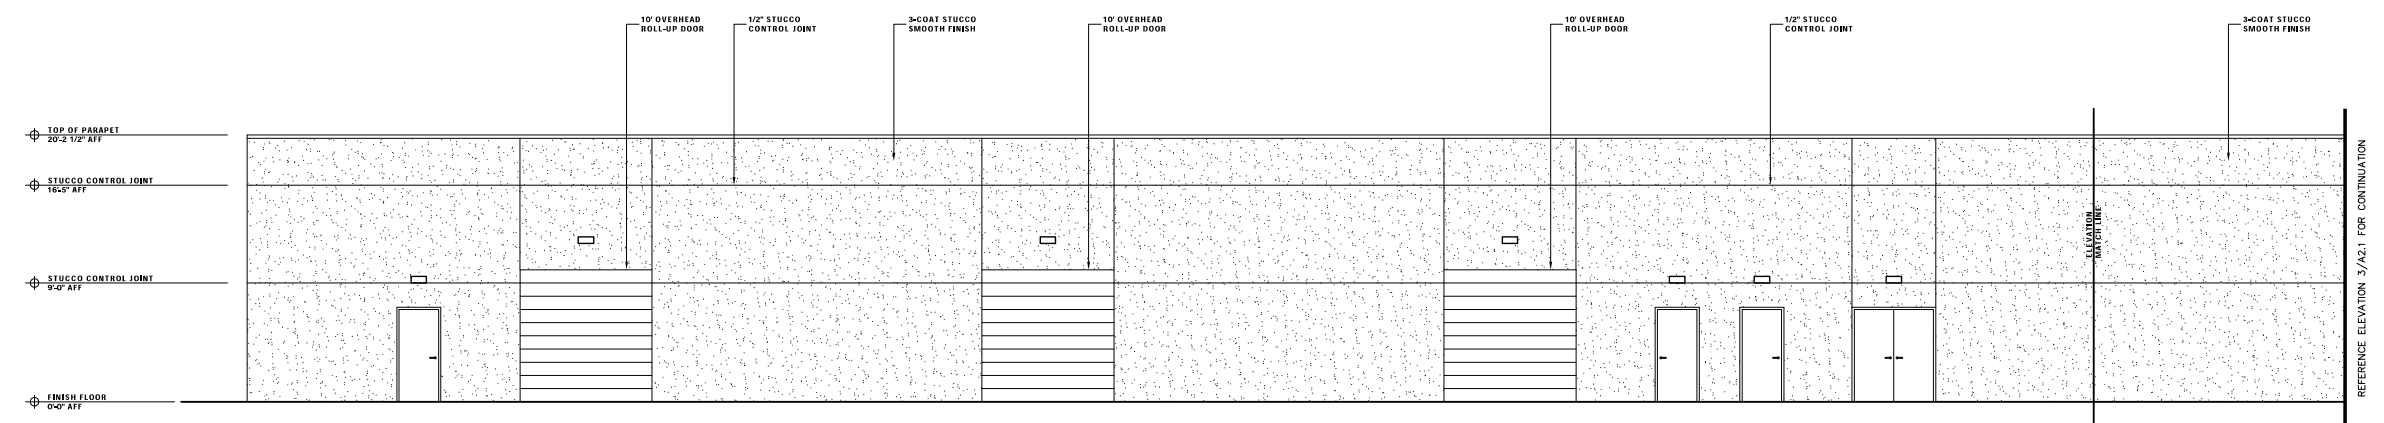 10' OVERHEAD
ROLL-UP DOOR
1/2" STUCCO
CONTROL JOINT
3-COAT STUCCO
SMOOTH FINISH
10' OVERHEAD
ROLL-UP DOOR
10' OVERHEAD
ROLL-UP DOOR
1/2" STUCCO
CONTROL JOINT
3-COAT STUCCO
SMOOTH FINISH
TOP OF PARAPET
20'-2 1/2" AFF
STUCCO CONTROL JOINT
16'-5" AFF
STUCCO CONTROL JOINT
9'-0" AFF
FINISH FLOOR
0'-0" AFF
ELEVATION
MATCH LINE
REFERENCE ELEVATION 3/A2.1 FOR CONTINUATION